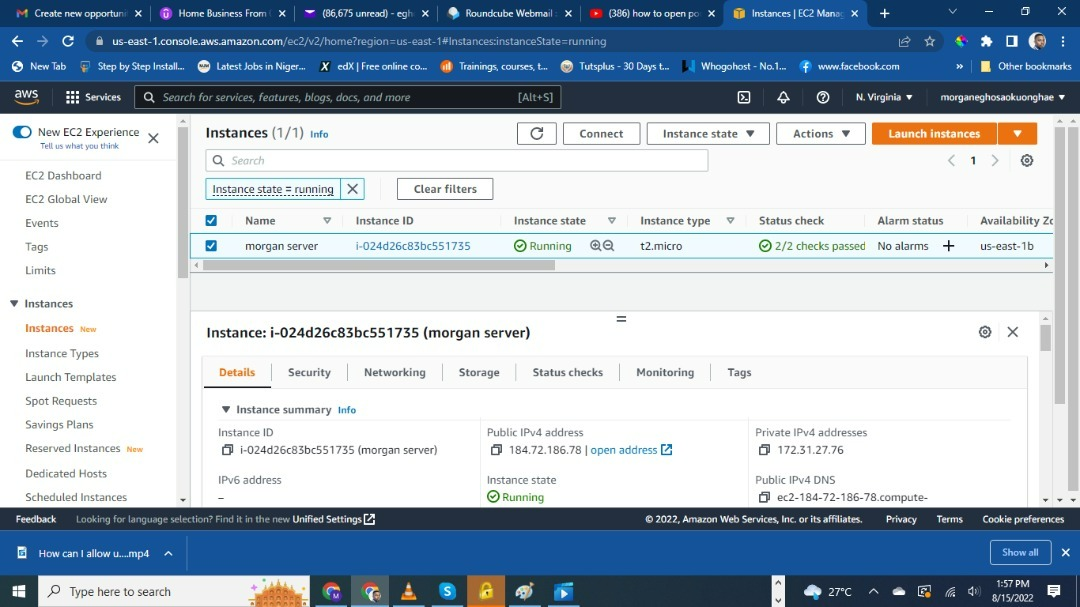 Create new opportuni
Home Business From
(86,675 unread) - egh
Roundcube Webmail
(386) how to open po
Instances | EC2 Manag
us-east-1.console.aws.amazon.com/ec2/v2/home?region=us-east-1#Instances:instanceState=running
New Tab
Step by Step Install...
Latest Jobs in Niger...
edX | Free online co...
Trainings, courses, t...
Tutsplus - 30 Days t...
Whogohost - No.1...
www.facebook.com
»
Other bookmarks
aws
Services
Search for services, features, blogs, docs, and more
[Alt+S]
N. Virginia
morganeghosaokuonghae
New EC2 Experience
Tell us what you think
EC2 Dashboard
EC2 Global View
Events
Tags
Limits
Instances
Instances New
Instance Types
Launch Templates
Spot Requests
Savings Plans
Reserved Instances New
Dedicated Hosts
Scheduled Instances
Instances (1/1) Info
Connect
Instance state
Actions
Launch instances
Search
1
Instance state = running
Clear filters
Name
Instance ID
Instance state
Instance type
Status check
Alarm status
Availability Zo
morgan server
i-024d26c83bc551735
Running
t2.micro
2/2 checks passed
No alarms
us-east-1b
Instance: i-024d26c83bc551735 (morgan server)
Details
Security
Networking
Storage
Status checks
Monitoring
Tags
Instance summary Info
Instance ID
i-024d26c83bc551735 (morgan server)
Public IPv4 address
184.72.186.78 | open address
Private IPv4 addresses
172.31.27.76
IPv6 address
–
Instance state
Running
Public IPv4 DNS
ec2-184-72-186-78.compute-
Feedback
Looking for language selection? Find it in the new Unified Settings
© 2022, Amazon Web Services, Inc. or its affiliates.
Privacy
Terms
Cookie preferences
How can I allow u....mp4
Show all
Type here to search
27°C
1:57 PM
8/15/2022